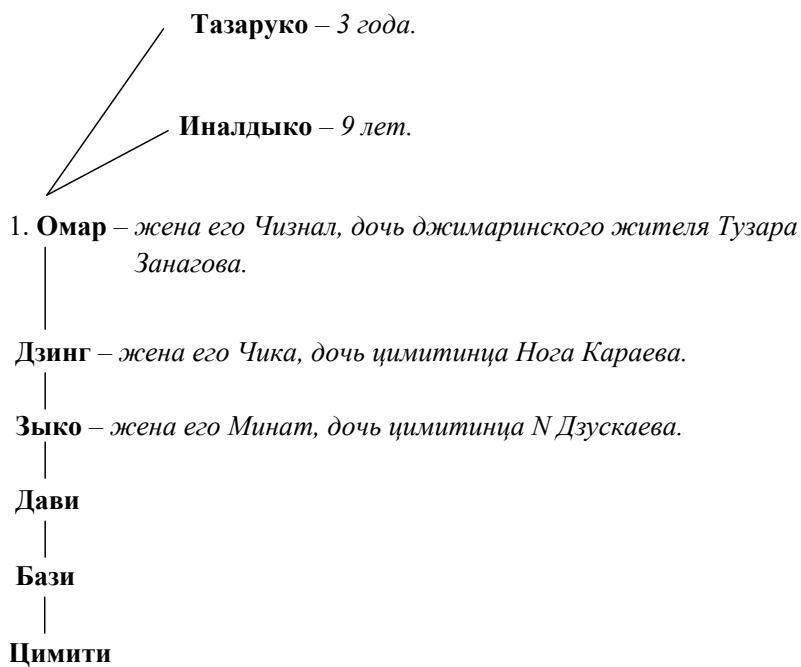 Тазаруко – 3 года.
Иналдыко – 9 лет.
1. Омар – жена его Чизнал, дочь джимаринского жителя Тузара
Занагова.
Дзинг – жена его Чика, дочь цимитинца Нога Караева.
Зыко – жена его Минат, дочь цимитинца N Дзускаева.
Дави
Бази
Цимити